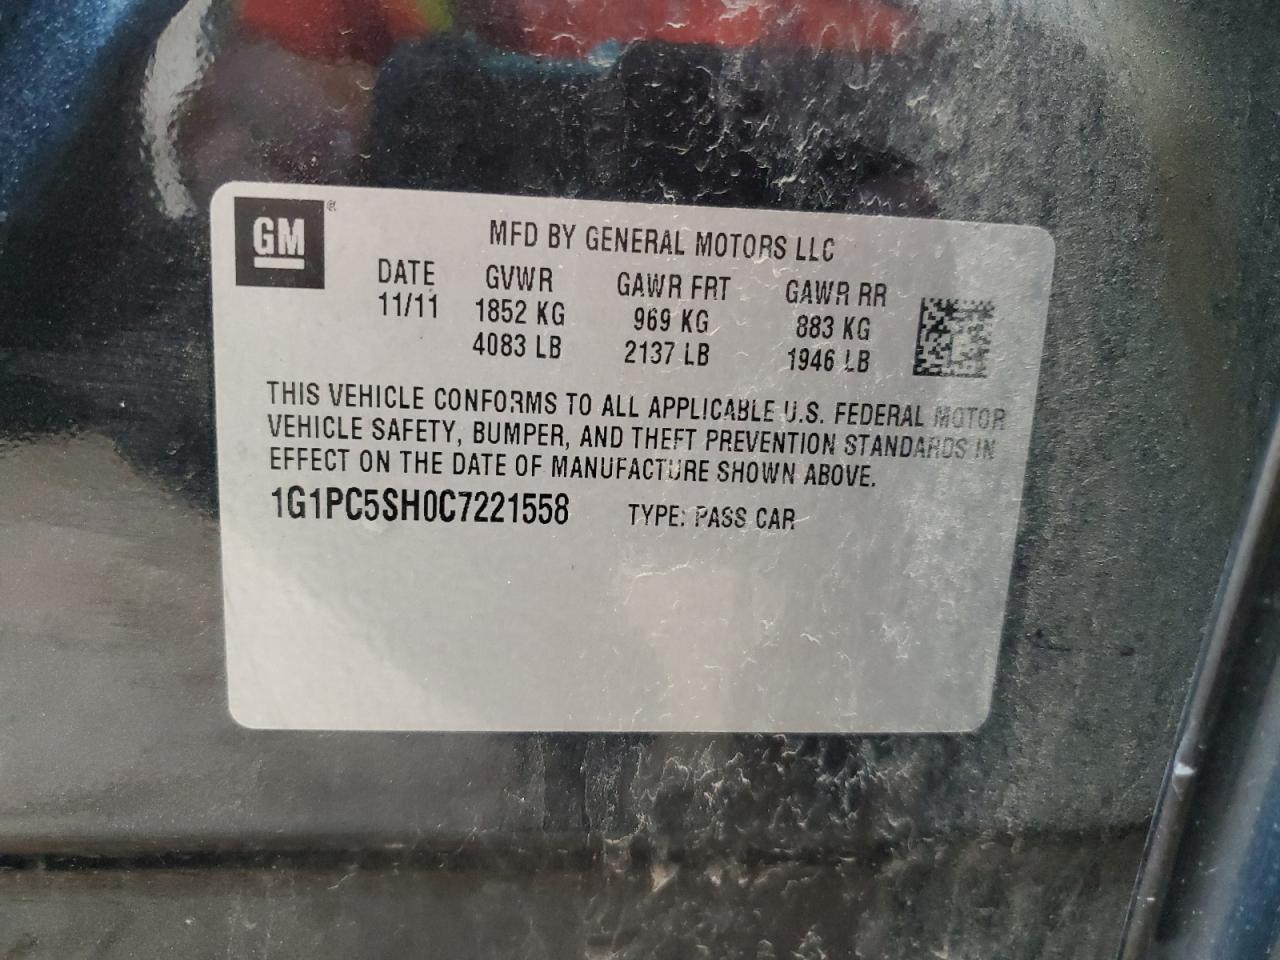 GM®
MFD BY GENERAL MOTORS LLC
DATE GVWR GAWR FRT GAWR RR
11/11 1852 KG 969 KG 883 KG
4083 LB 2137 LB 1946 LB
THIS VEHICLE CONFORMS TO ALL APPLICABLE U.S. FEDERAL MOTOR
VEHICLE SAFETY, BUMPER, AND THEFT PREVENTION STANDARDS IN
EFFECT ON THE DATE OF MANUFACTURE SHOWN ABOVE.
1G1PC5SH0C7221558 TYPE: PASS CAR